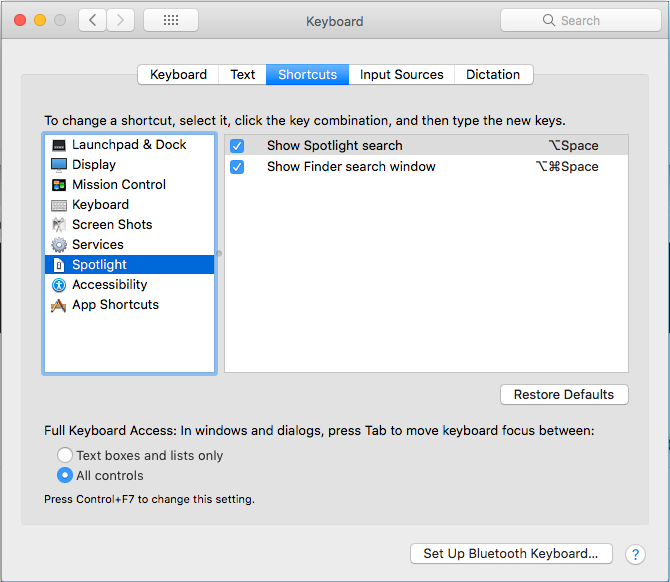 Keyboard
Search
Keyboard
Text
Shortcuts
Input Sources
Dictation
To change a shortcut, select it, click the key combination, and then type the new keys.
Launchpad & Dock
Display
Mission Control
Keyboard
Screen Shots
Services
Spotlight
Accessibility
App Shortcuts
Show Spotlight search ⌥Space
Show Finder search window ⌥⌘Space
Restore Defaults
Full Keyboard Access: In windows and dialogs, press Tab to move keyboard focus between:
Text boxes and lists only
All controls
Press Control+F7 to change this setting.
Set Up Bluetooth Keyboard...
?